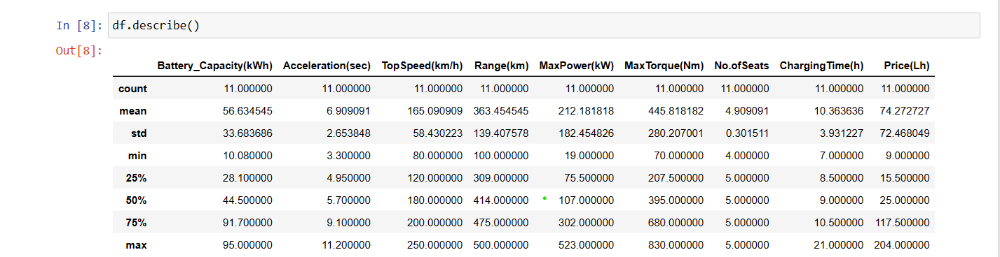 In [8]: df.describe()
Out[8]:
Battery_Capacity(kWh) Acceleration(sec) TopSpeed(km/h) Range(km) MaxPower(kW) MaxTorque(Nm) No.ofSeats ChargingTime(h) Price(Lh)
count 11.000000 11.000000 11.000000 11.000000 11.000000 11.000000 11.000000 11.000000 11.000000
mean 56.634545 6.909091 165.090909 363.454545 212.181818 445.818182 4.909091 10.363636 74.272727
std 33.683686 2.653848 58.430223 139.407578 182.454826 280.207001 0.301511 3.931227 72.468049
min 10.080000 3.300000 80.000000 100.000000 19.000000 70.000000 4.000000 7.000000 9.000000
25% 28.100000 4.950000 120.000000 309.000000 75.500000 207.500000 5.000000 8.500000 15.500000
50% 44.500000 5.700000 180.000000 414.000000 107.000000 395.000000 5.000000 9.000000 25.000000
75% 91.700000 9.100000 200.000000 475.000000 302.000000 680.000000 5.000000 10.500000 117.500000
max 95.000000 11.200000 250.000000 500.000000 523.000000 830.000000 5.000000 21.000000 204.000000